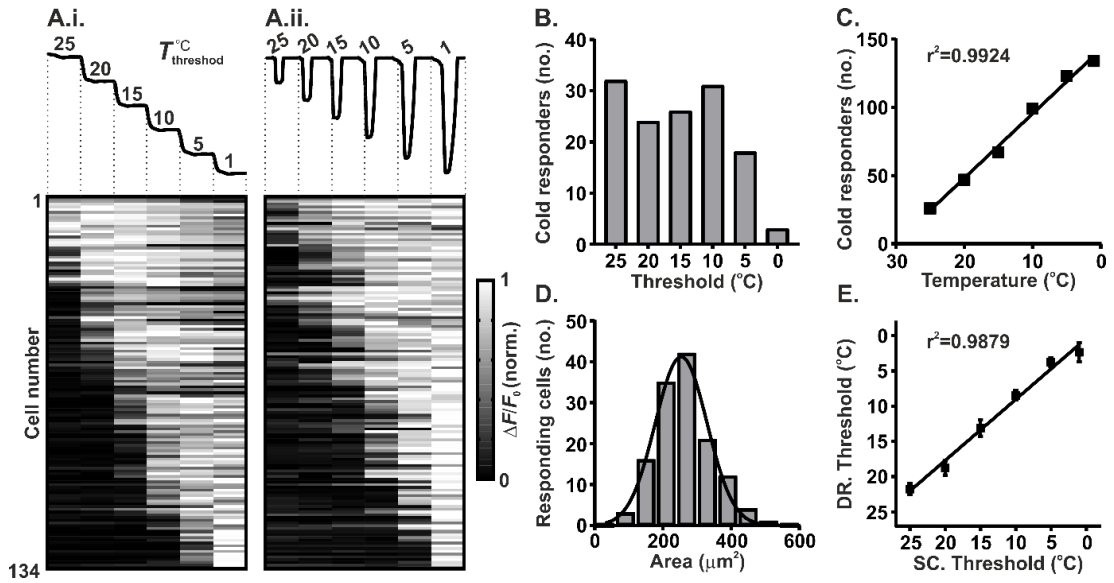 A.i.
25
20
15
10
5
1
T°C threshod
A.ii.
25
20
15
10
5
1
1
Cell number
134
1
ΔF/F₀ (norm.)
0
B.
Cold responders (no.)
40
30
20
10
0
25 20 15 10 5 0
Threshold (°C)
C.
r²=0.9924
Cold responders (no.)
150
100
50
0
30 20 10 0
Temperature (°C)
D.
Responding cells (no.)
50
40
30
20
10
0
0 200 400 600
Area (μm²)
E.
r²=0.9879
DR. Threshold (°C)
0
5
10
15
20
25
25 20 15 10 5 0
SC. Threshold (°C)